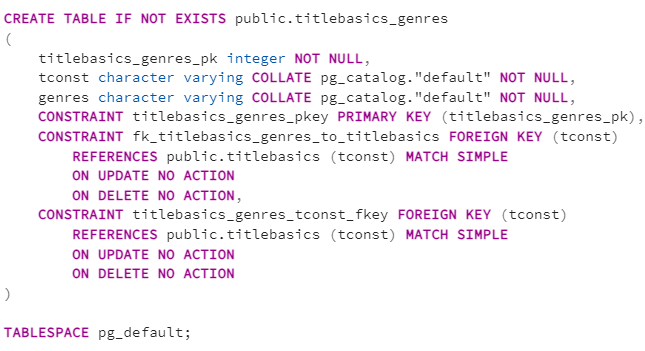 CREATE TABLE IF NOT EXISTS public.titlebasics_genres
(
    titlebasics_genres_pk integer NOT NULL,
    tconst character varying COLLATE pg_catalog."default" NOT NULL,
    genres character varying COLLATE pg_catalog."default" NOT NULL,
    CONSTRAINT titlebasics_genres_pkey PRIMARY KEY (titlebasics_genres_pk),
    CONSTRAINT fk_titlebasics_genres_to_titlebasics FOREIGN KEY (tconst)
        REFERENCES public.titlebasics (tconst) MATCH SIMPLE
        ON UPDATE NO ACTION
        ON DELETE NO ACTION,
    CONSTRAINT titlebasics_genres_tconst_fkey FOREIGN KEY (tconst)
        REFERENCES public.titlebasics (tconst) MATCH SIMPLE
        ON UPDATE NO ACTION
        ON DELETE NO ACTION
)
TABLESPACE pg_default;